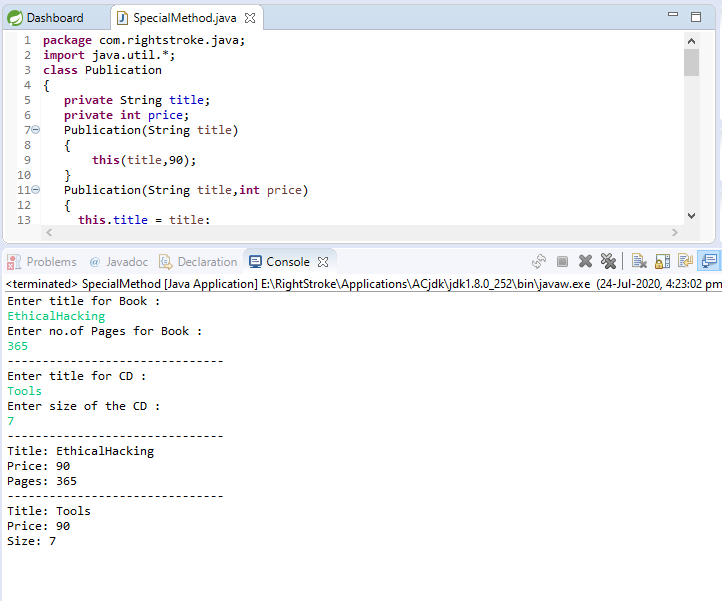 Dashboard SpecialMethod.java
1 package com.rightstroke.java;
2 import java.util.*;
3 class Publication
4 {
5 private String title;
6 private int price;
7 Publication(String title)
8 {
9 this(title,90);
10 }
11 Publication(String title,int price)
12 {
13 this.title = title;
Problems @ Javadoc Declaration Console
<terminated> SpecialMethod [Java Application] E:\RightStroke\Applications\ACjdk\jdk1.8.0_252\bin\javaw.exe (24-Jul-2020, 4:23:02 pm
Enter title for Book :
EthicalHacking
Enter no.of Pages for Book :
365
-------------------------------
Enter title for CD :
Tools
Enter size of the CD :
7
-------------------------------
Title: EthicalHacking
Price: 90
Pages: 365
-------------------------------
Title: Tools
Price: 90
Size: 7